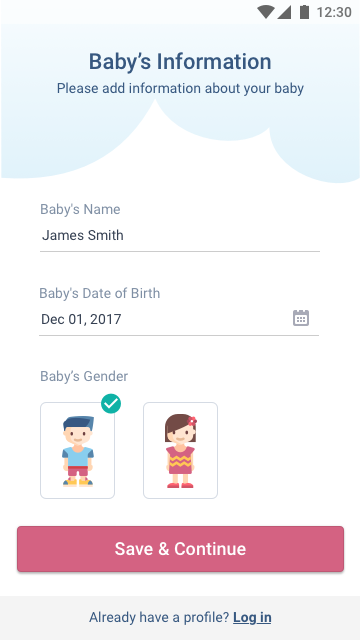 12:30
Baby’s Information
Please add information about your baby
Baby's Name
James Smith
Baby's Date of Birth
Dec 01, 2017
Baby’s Gender
Save & Continue
Already have a profile? Log in